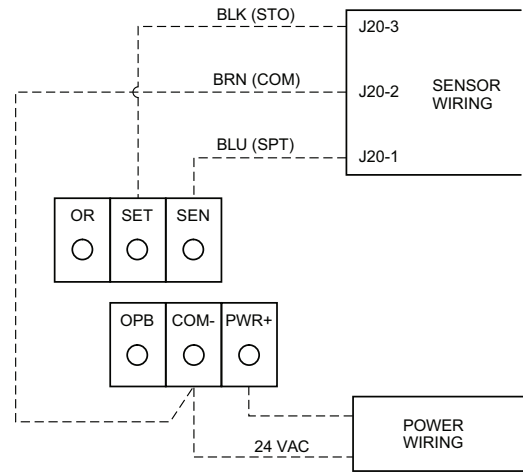 BLK (STO)
J20-3
BRN (COM)
J20-2
SENSOR
WIRING
BLU (SPT)
J20-1
OR
SET
SEN
OPB
COM-
PWR+
24 VAC
POWER
WIRING